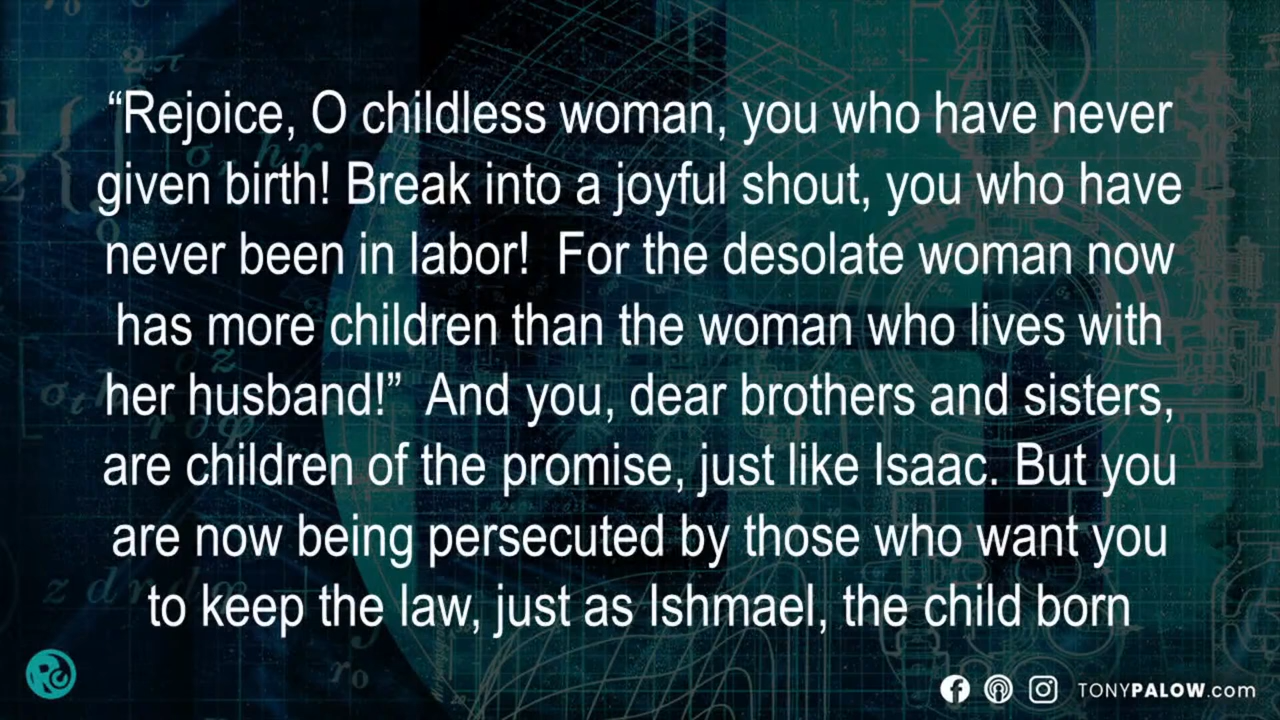 “Rejoice, O childless woman, you who have never
given birth! Break into a joyful shout, you who have
never been in labor!  For the desolate woman now
has more children than the woman who lives with
her husband!”  And you, dear brothers and sisters,
are children of the promise, just like Isaac. But you
are now being persecuted by those who want you
to keep the law, just as Ishmael, the child born
TONYPALOW.com